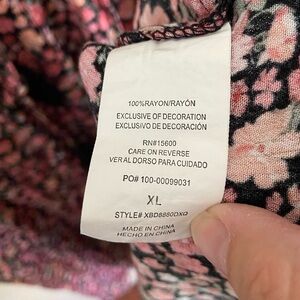 100%RAYON/RAYÓN
EXCLUSIVE OF DECORATION
EXCLUSIVO DE DECORACIÓN
RN#15600
CARE ON REVERSE
VER AL DORSO PARA CUIDADO
PO# 100-00099031
XL
STYLE# XBD8880DXQ
MADE IN CHINA
HECHO EN CHINA